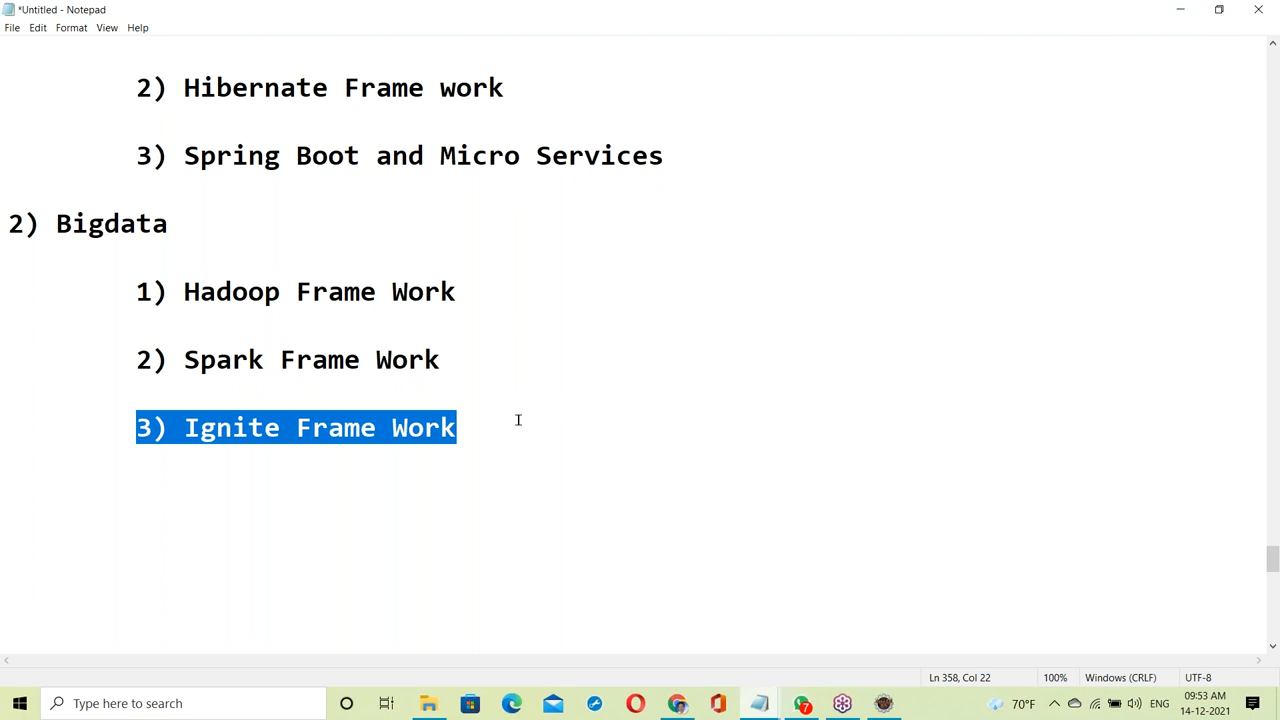 *Untitled - Notepad
File Edit Format View Help
2) Hibernate Frame work
3) Spring Boot and Micro Services
2) Bigdata
1) Hadoop Frame Work
2) Spark Frame Work
3) Ignite Frame Work
Ln 358, Col 22 100% Windows (CRLF) UTF-8
Type here to search 7 70°F ENG 09:53 AM
14-12-2021